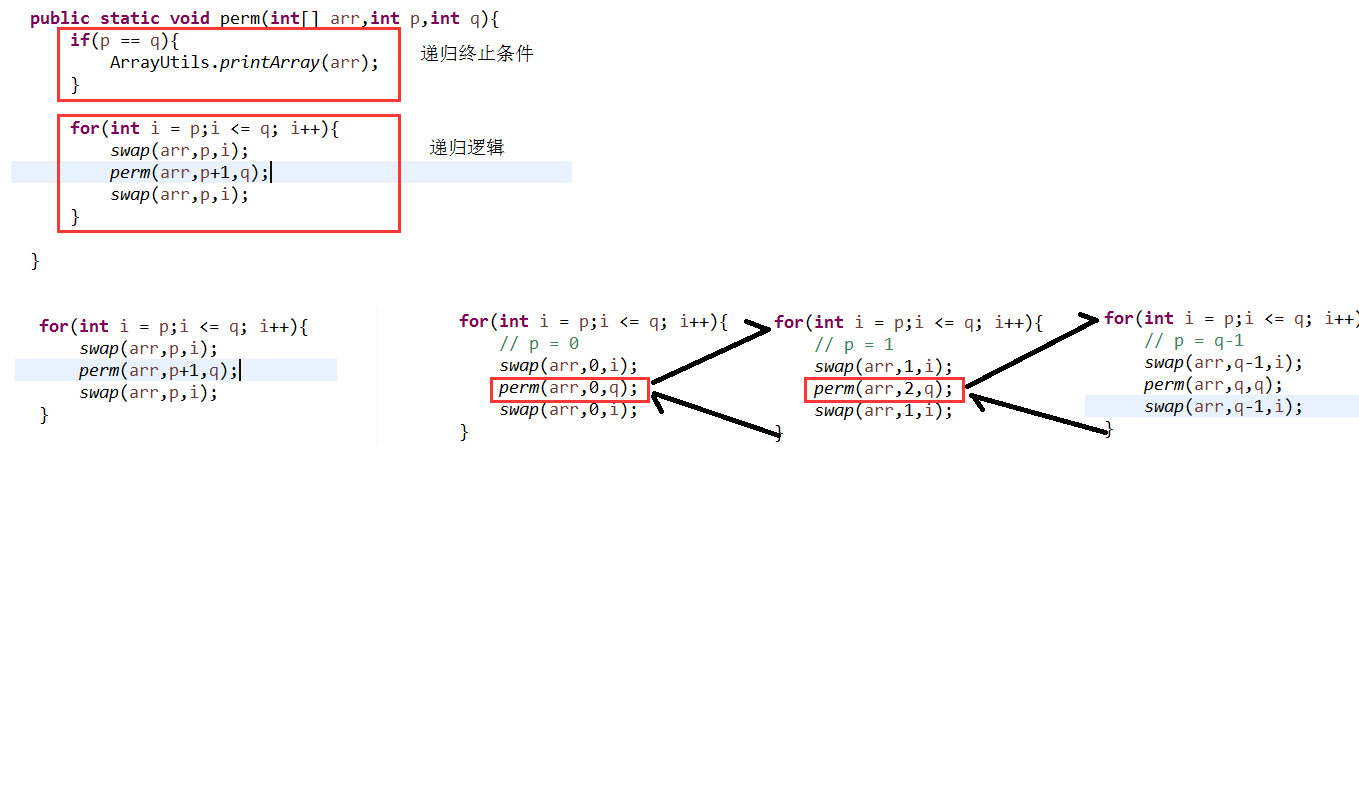 public static void perm(int[] arr,int p,int q){
if(p == q){
ArrayUtils.printArray(arr);
}
递归终止条件
for(int i = p;i <= q; i++){
swap(arr,p,i);
perm(arr,p+1,q);
swap(arr,p,i);
}
递归逻辑
}
for(int i = p;i <= q; i++){
swap(arr,p,i);
perm(arr,p+1,q);
swap(arr,p,i);
}
for(int i = p;i <= q; i++){
// p = 0
swap(arr,0,i);
perm(arr,0,q);
swap(arr,0,i);
}
for(int i = p;i <= q; i++){
// p = 1
swap(arr,1,i);
perm(arr,2,q);
swap(arr,1,i);
}
for(int i = p;i <= q; i++)
// p = q-1
swap(arr,q-1,i);
perm(arr,q,q);
swap(arr,q-1,i);
}